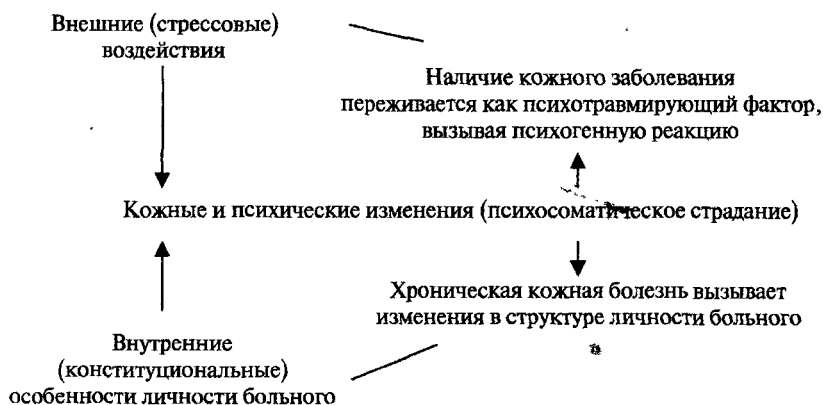 Внешние (стрессовые)
воздействия
Наличие кожного заболевания
переживается как психотравмирующий фактор,
вызывая психогенную реакцию
Кожные и психические изменения (психосоматическое страдание)
Хроническая кожная болезнь вызывает
изменения в структуре личности больного
Внутренние
(конституциональные)
особенности личности больного